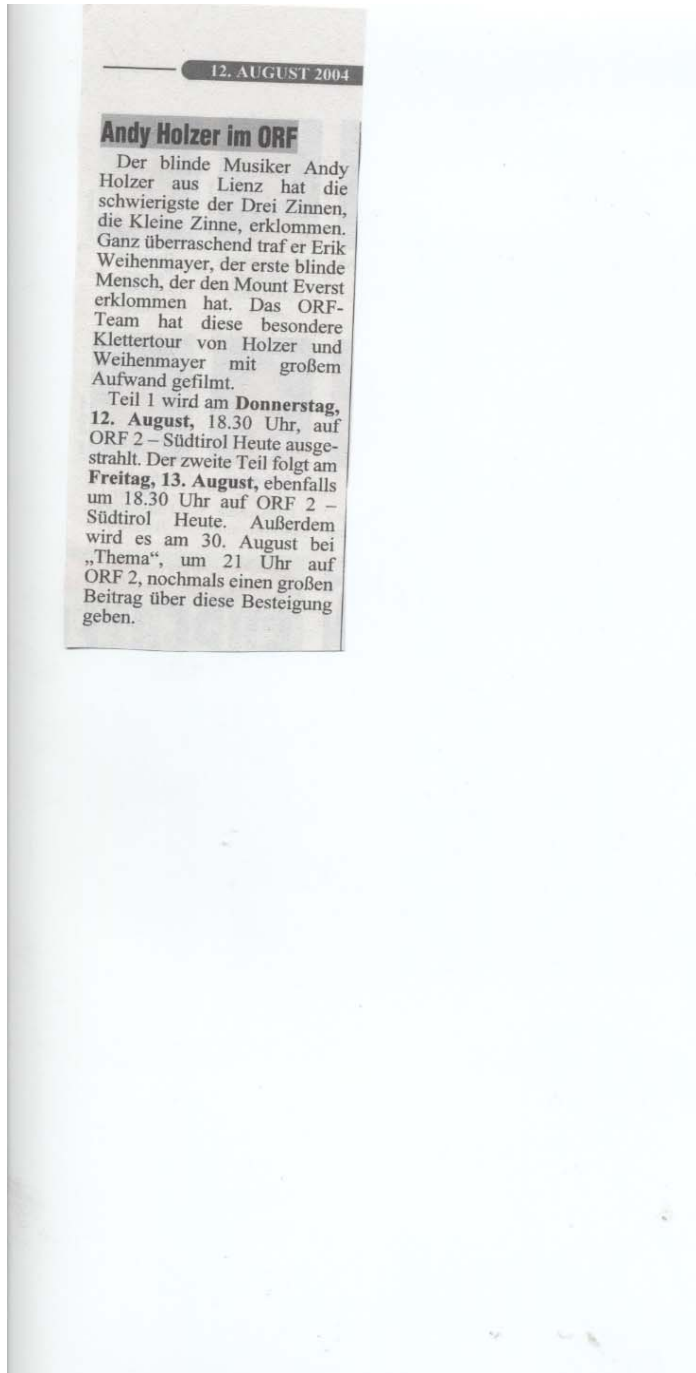 12. AUGUST 2004
Andy Holzer im ORF
Der blinde Musiker Andy
Holzer aus Lienz hat die
schwierigste der Drei Zinnen,
die Kleine Zinne, erklommen.
Ganz überraschend traf er Erik
Weihenmayer, der erste blinde
Mensch, der den Mount Everst
erklommen hat. Das ORF-
Team hat diese besondere
Klettertour von Holzer und
Weihenmayer mit großem
Aufwand gefilmt.
Teil 1 wird am Donnerstag,
12. August, 18.30 Uhr, auf
ORF 2 – Südtirol Heute ausge-
strahlt. Der zweite Teil folgt am
Freitag, 13. August, ebenfalls
um 18.30 Uhr auf ORF 2 –
Südtirol Heute. Außerdem
wird es am 30. August bei
„Thema“, um 21 Uhr auf
ORF 2, nochmals einen großen
Beitrag über diese Besteigung
geben.